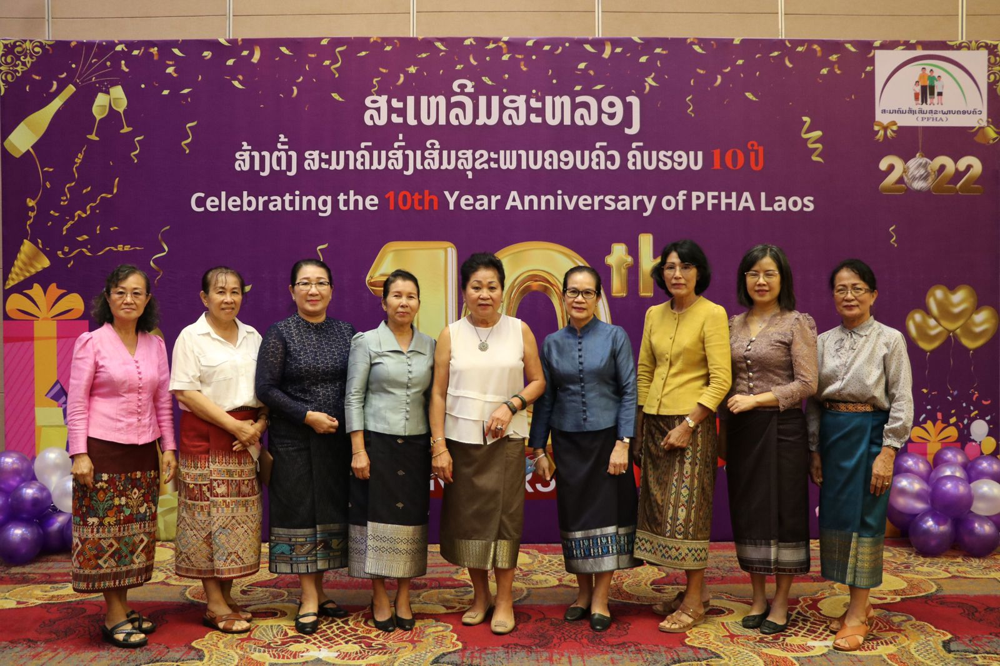 ສະເຫລີມສະຫລອງ
ສ້າງຕັ້ງ ສະມາຄົມສົ່ງເສີມສຸຂະພາບຄອບຄົວ ຄົບຮອບ 10 ປີ
Celebrating the 10th Year Anniversary of PFHA Laos
ສະມາຄົມສົ່ງເສີມສຸຂະພາບຄອບຄົວ
(PFHA)
2022
10th